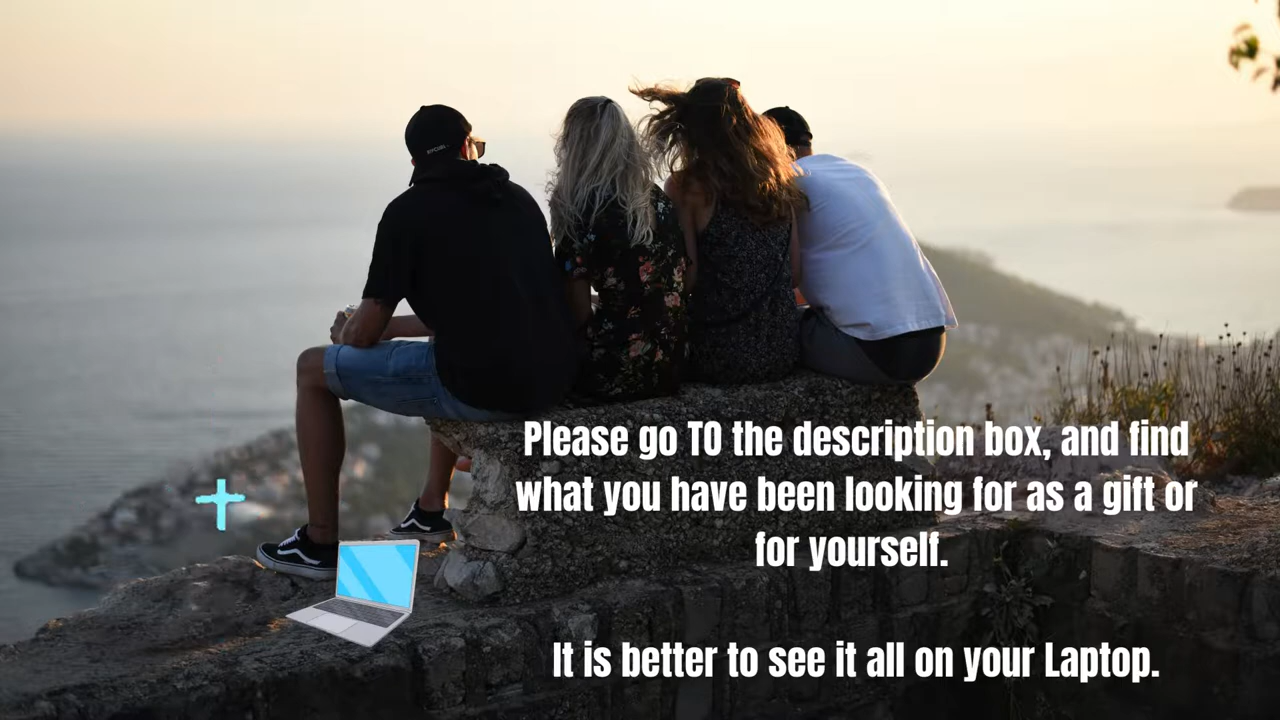 Please go TO the description box, and find
what you have been looking for as a gift or
for yourself.
It is better to see it all on your Laptop.